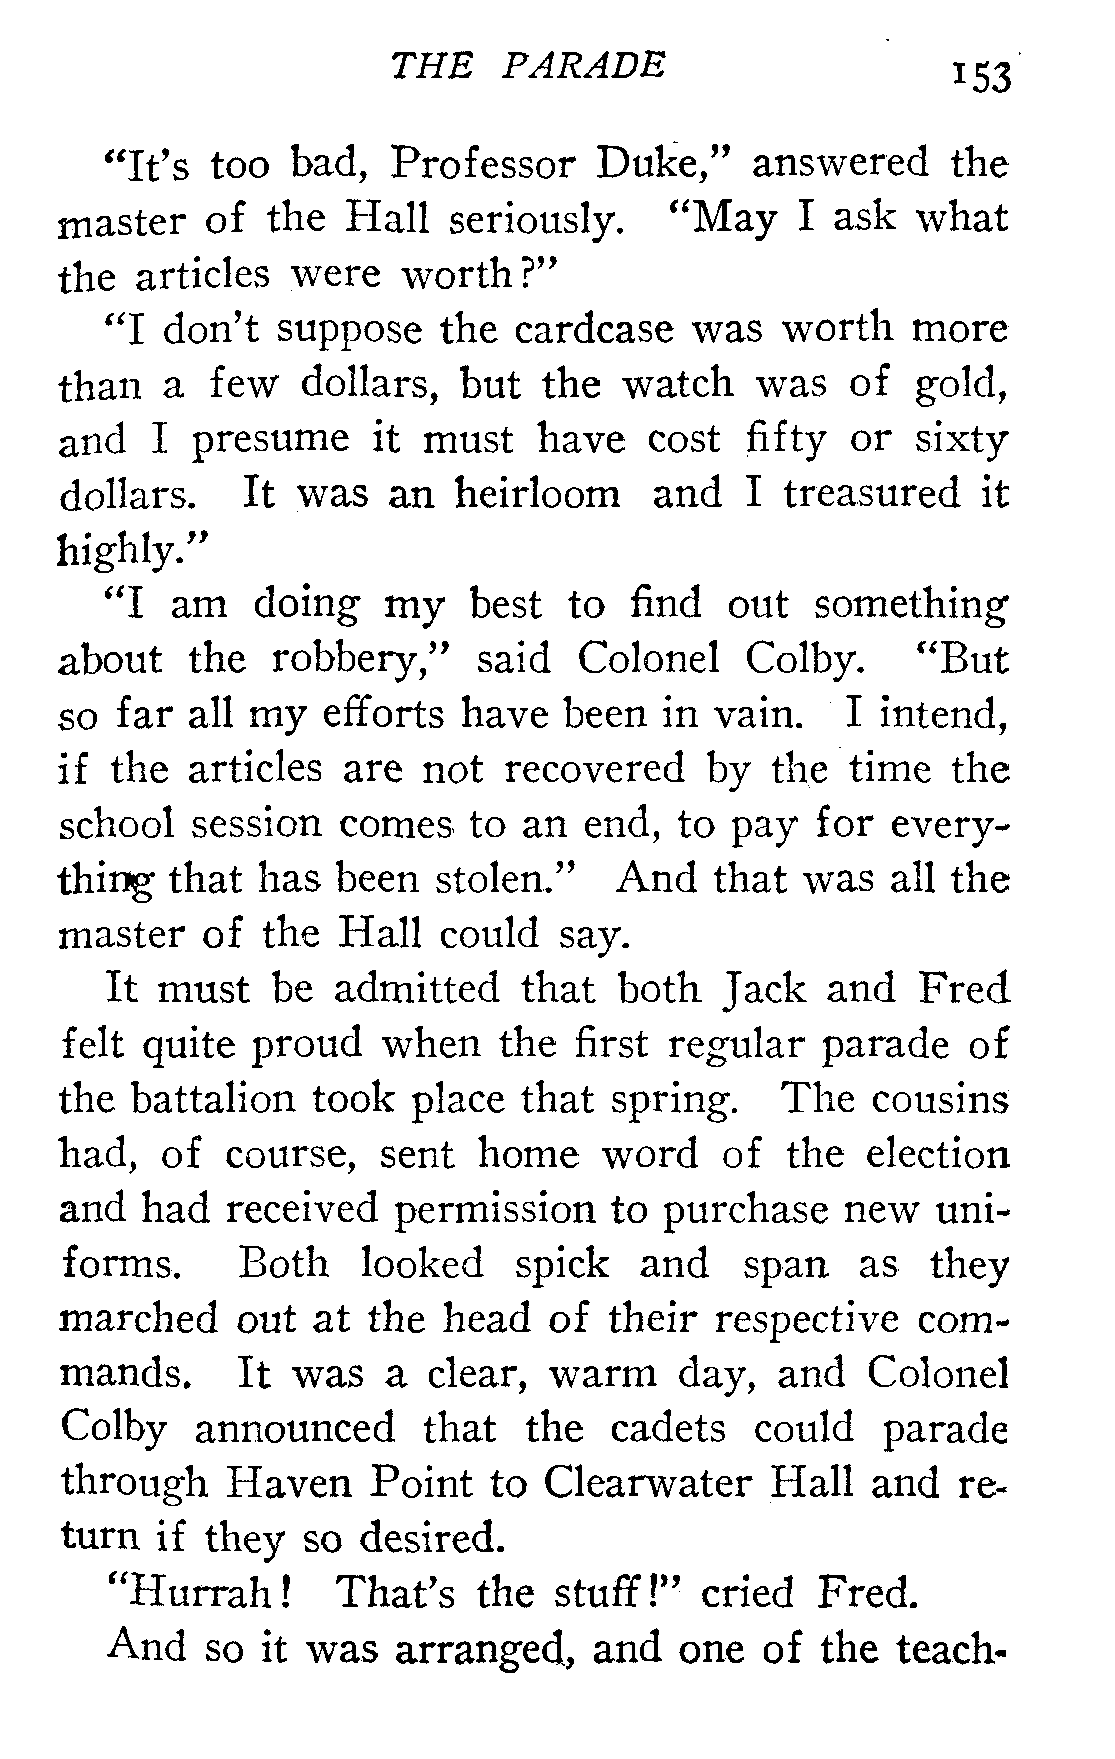 THE PARADE 153
"It's too bad, Professor Duke," answered the
master of the Hall seriously. "May I ask what
the articles were worth?"
"I don't suppose the cardcase was worth more
than a few dollars, but the watch was of gold,
and I presume it must have cost fifty or sixty
dollars. It was an heirloom and I treasured it
highly."
"I am doing my best to find out something
about the robbery," said Colonel Colby. "But
so far all my efforts have been in vain. I intend,
if the articles are not recovered by the time the
school session comes to an end, to pay for every-
thing that has been stolen." And that was all the
master of the Hall could say.
It must be admitted that both Jack and Fred
felt quite proud when the first regular parade of
the battalion took place that spring. The cousins
had, of course, sent home word of the election
and had received permission to purchase new uni-
forms. Both looked spick and span as they
marched out at the head of their respective com-
mands. It was a clear, warm day, and Colonel
Colby announced that the cadets could parade
through Haven Point to Clearwater Hall and re-
turn if they so desired.
"Hurrah! That's the stuff!" cried Fred.
And so it was arranged, and one of the teach-